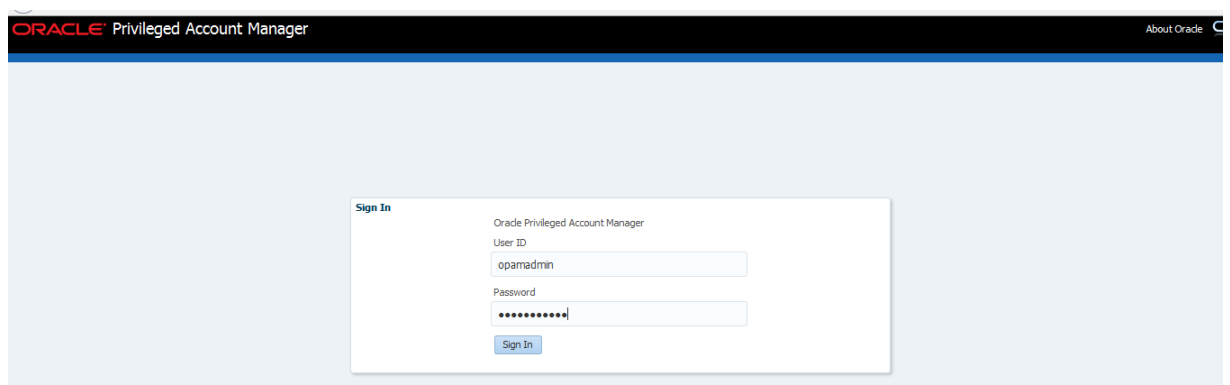 ORACLE Privileged Account Manager
About Oracle
Sign In
Oracle Privileged Account Manager
User ID
opamadmin
Password
•••••••••••
Sign In